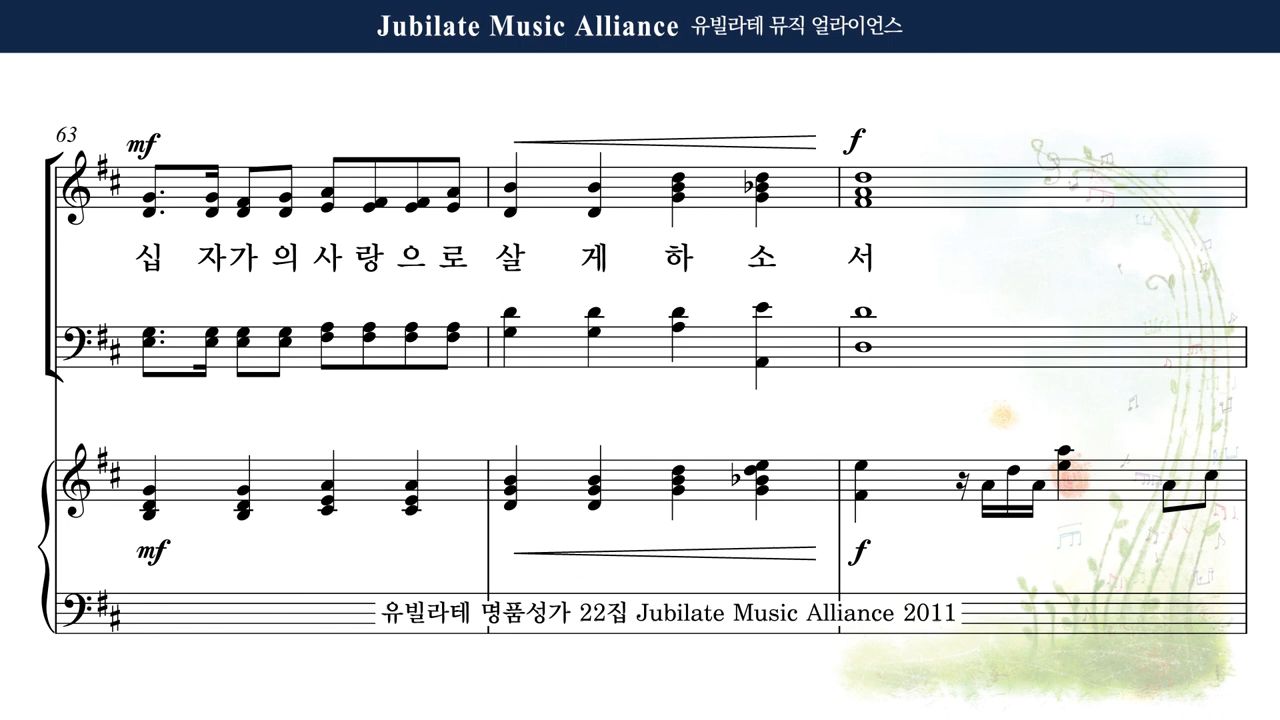 Jubilate Music Alliance 유빌라테 뮤직 얼라이언스
63
mf
f
십 자가 의 사 랑 으 로 살 게 하 소 서
mf
f
유빌라테 명품성가 22집 Jubilate Music Alliance 2011